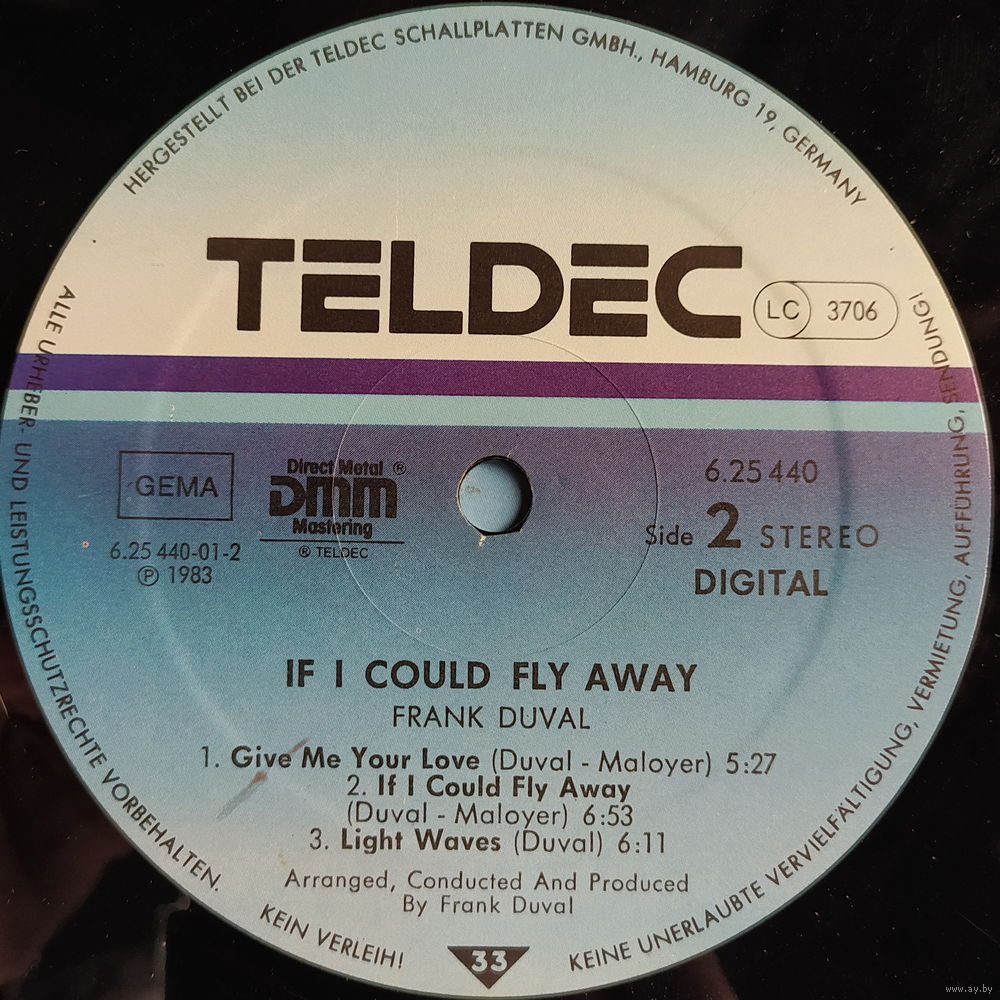 HERGESTELLT BEI DER TELDEC SCHALLPLATTEN GMBH., HAMBURG 19, GERMANY
TELDEC
LC 3706
GEMA
6.25 440-01-2
℗ 1983
Direct Metal ®
DMM
Mastering
® TELDEC
6.25 440
Side 2 STEREO
DIGITAL
IF I COULD FLY AWAY
FRANK DUVAL
1. Give Me Your Love (Duval - Maloyer) 5:27
2. If I Could Fly Away
(Duval - Maloyer) 6:53
3. Light Waves (Duval) 6:11
Arranged, Conducted And Produced
By Frank Duval
33
ALLE URHEBER- UND LEISTUNGSSCHUTZRECHTE VORBEHALTEN.
KEIN VERLEIH!
KEINE UNERLAUBTE VERVIELFÄLTIGUNG, VERMIETUNG, AUFFÜHRUNG, SENDUNG!
www.ay.by